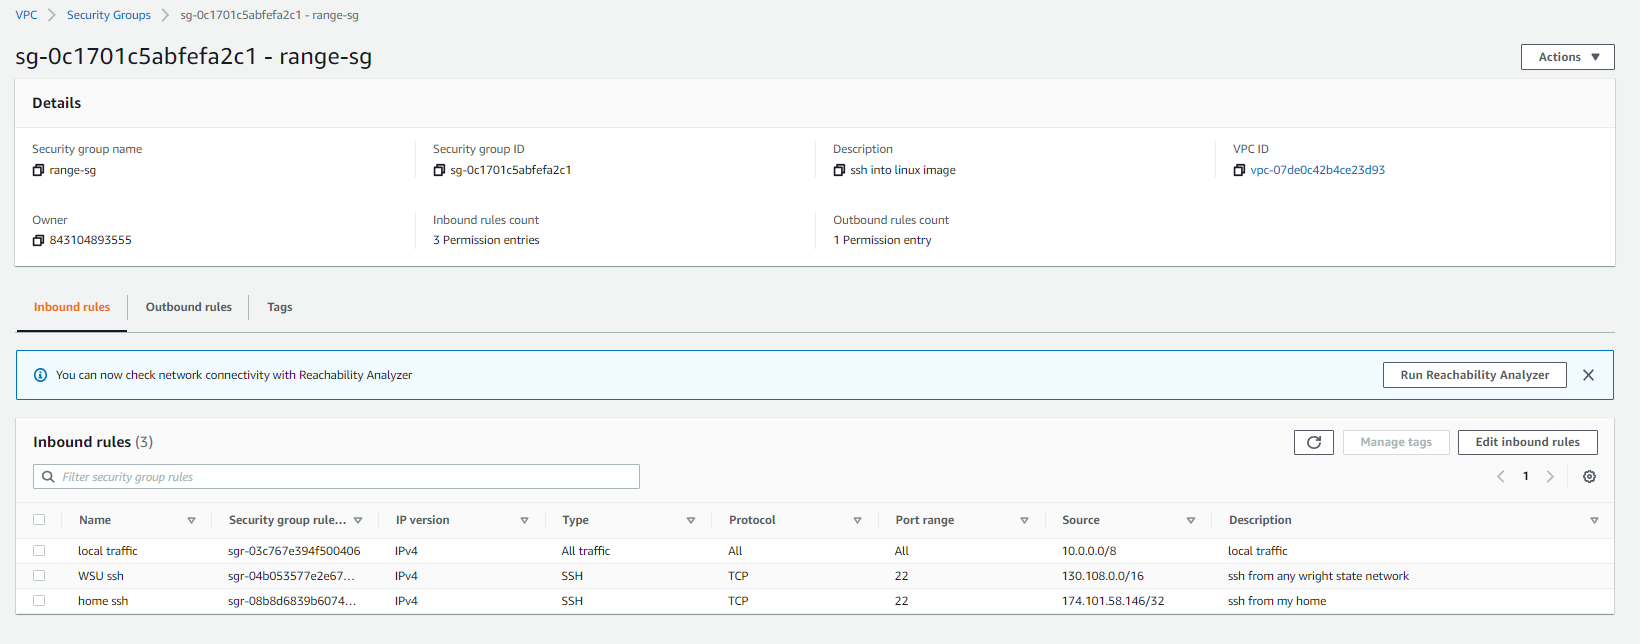 VPC > Security Groups > sg-0c1701c5abfefa2c1 - range-sg
sg-0c1701c5abfefa2c1 - range-sg
Actions
Details
Security group name Security group ID Description VPC ID
range-sg sg-0c1701c5abfefa2c1 ssh into linux image vpc-07de0c42b4ce23d93
Owner Inbound rules count Outbound rules count
843104893555 3 Permission entries 1 Permission entry
Inbound rules Outbound rules Tags
You can now check network connectivity with Reachability Analyzer Run Reachability Analyzer
Inbound rules (3) Manage tags Edit inbound rules
Filter security group rules 1
Name Security group rule... IP version Type Protocol Port range Source Description
local traffic sgr-03c767e394f500406 IPv4 All traffic All All 10.0.0.0/8 local traffic
WSU ssh sgr-04b053577e2e67... IPv4 SSH TCP 22 130.108.0.0/16 ssh from any wright state network
home ssh sgr-08b8d6839b6074... IPv4 SSH TCP 22 174.101.58.146/32 ssh from my home